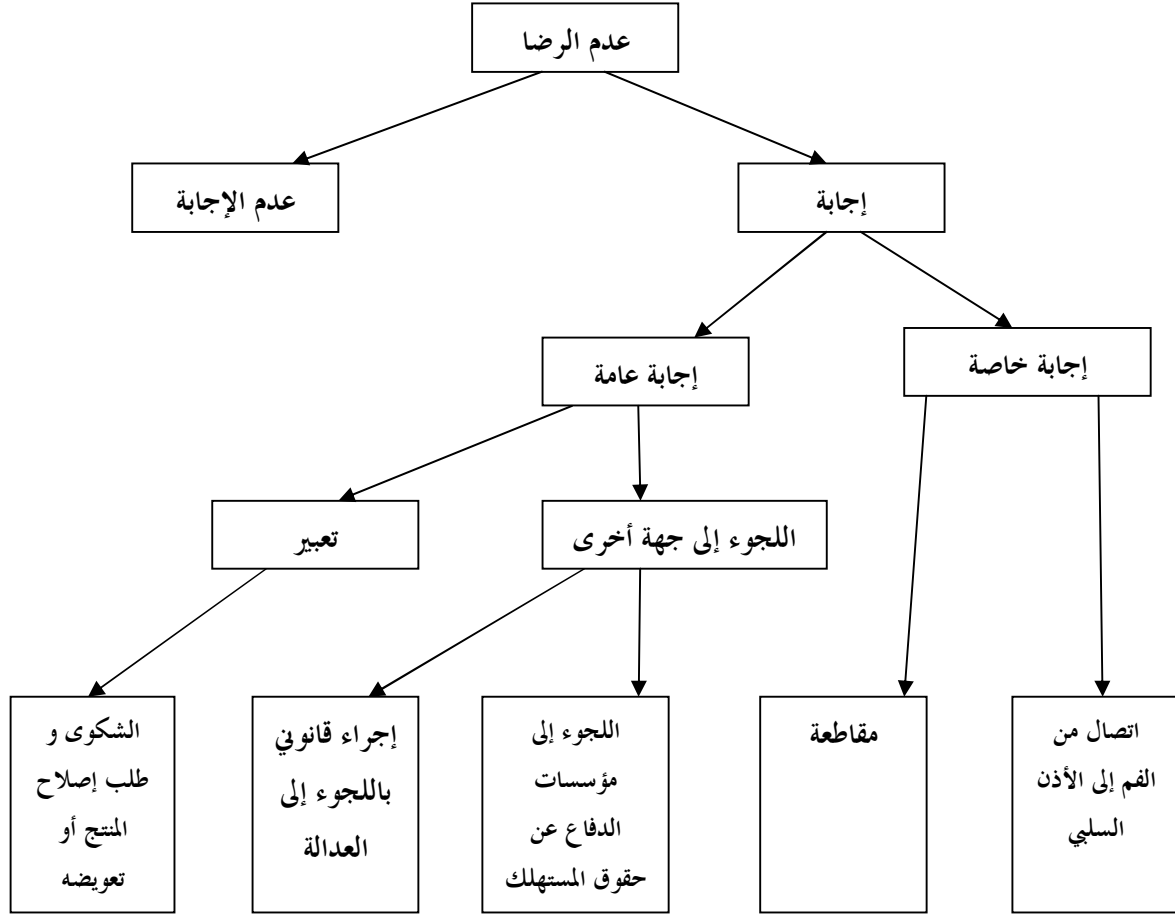 عدم الرضا
إجابة
عدم الإجابة
إجابة خاصة
إجابة عامة
اللجوء إلى جهة أخرى
تعبير
اتصال من
الفم إلى الأذن
السلبي
مقاطعة
اللجوء إلى
مؤسسات
الدفاع عن
حقوق المستهلك
إجراء قانوني
باللجوء إلى
العدالة
الشكوى و
طلب إصلاح
المنتج أو
تعويضه